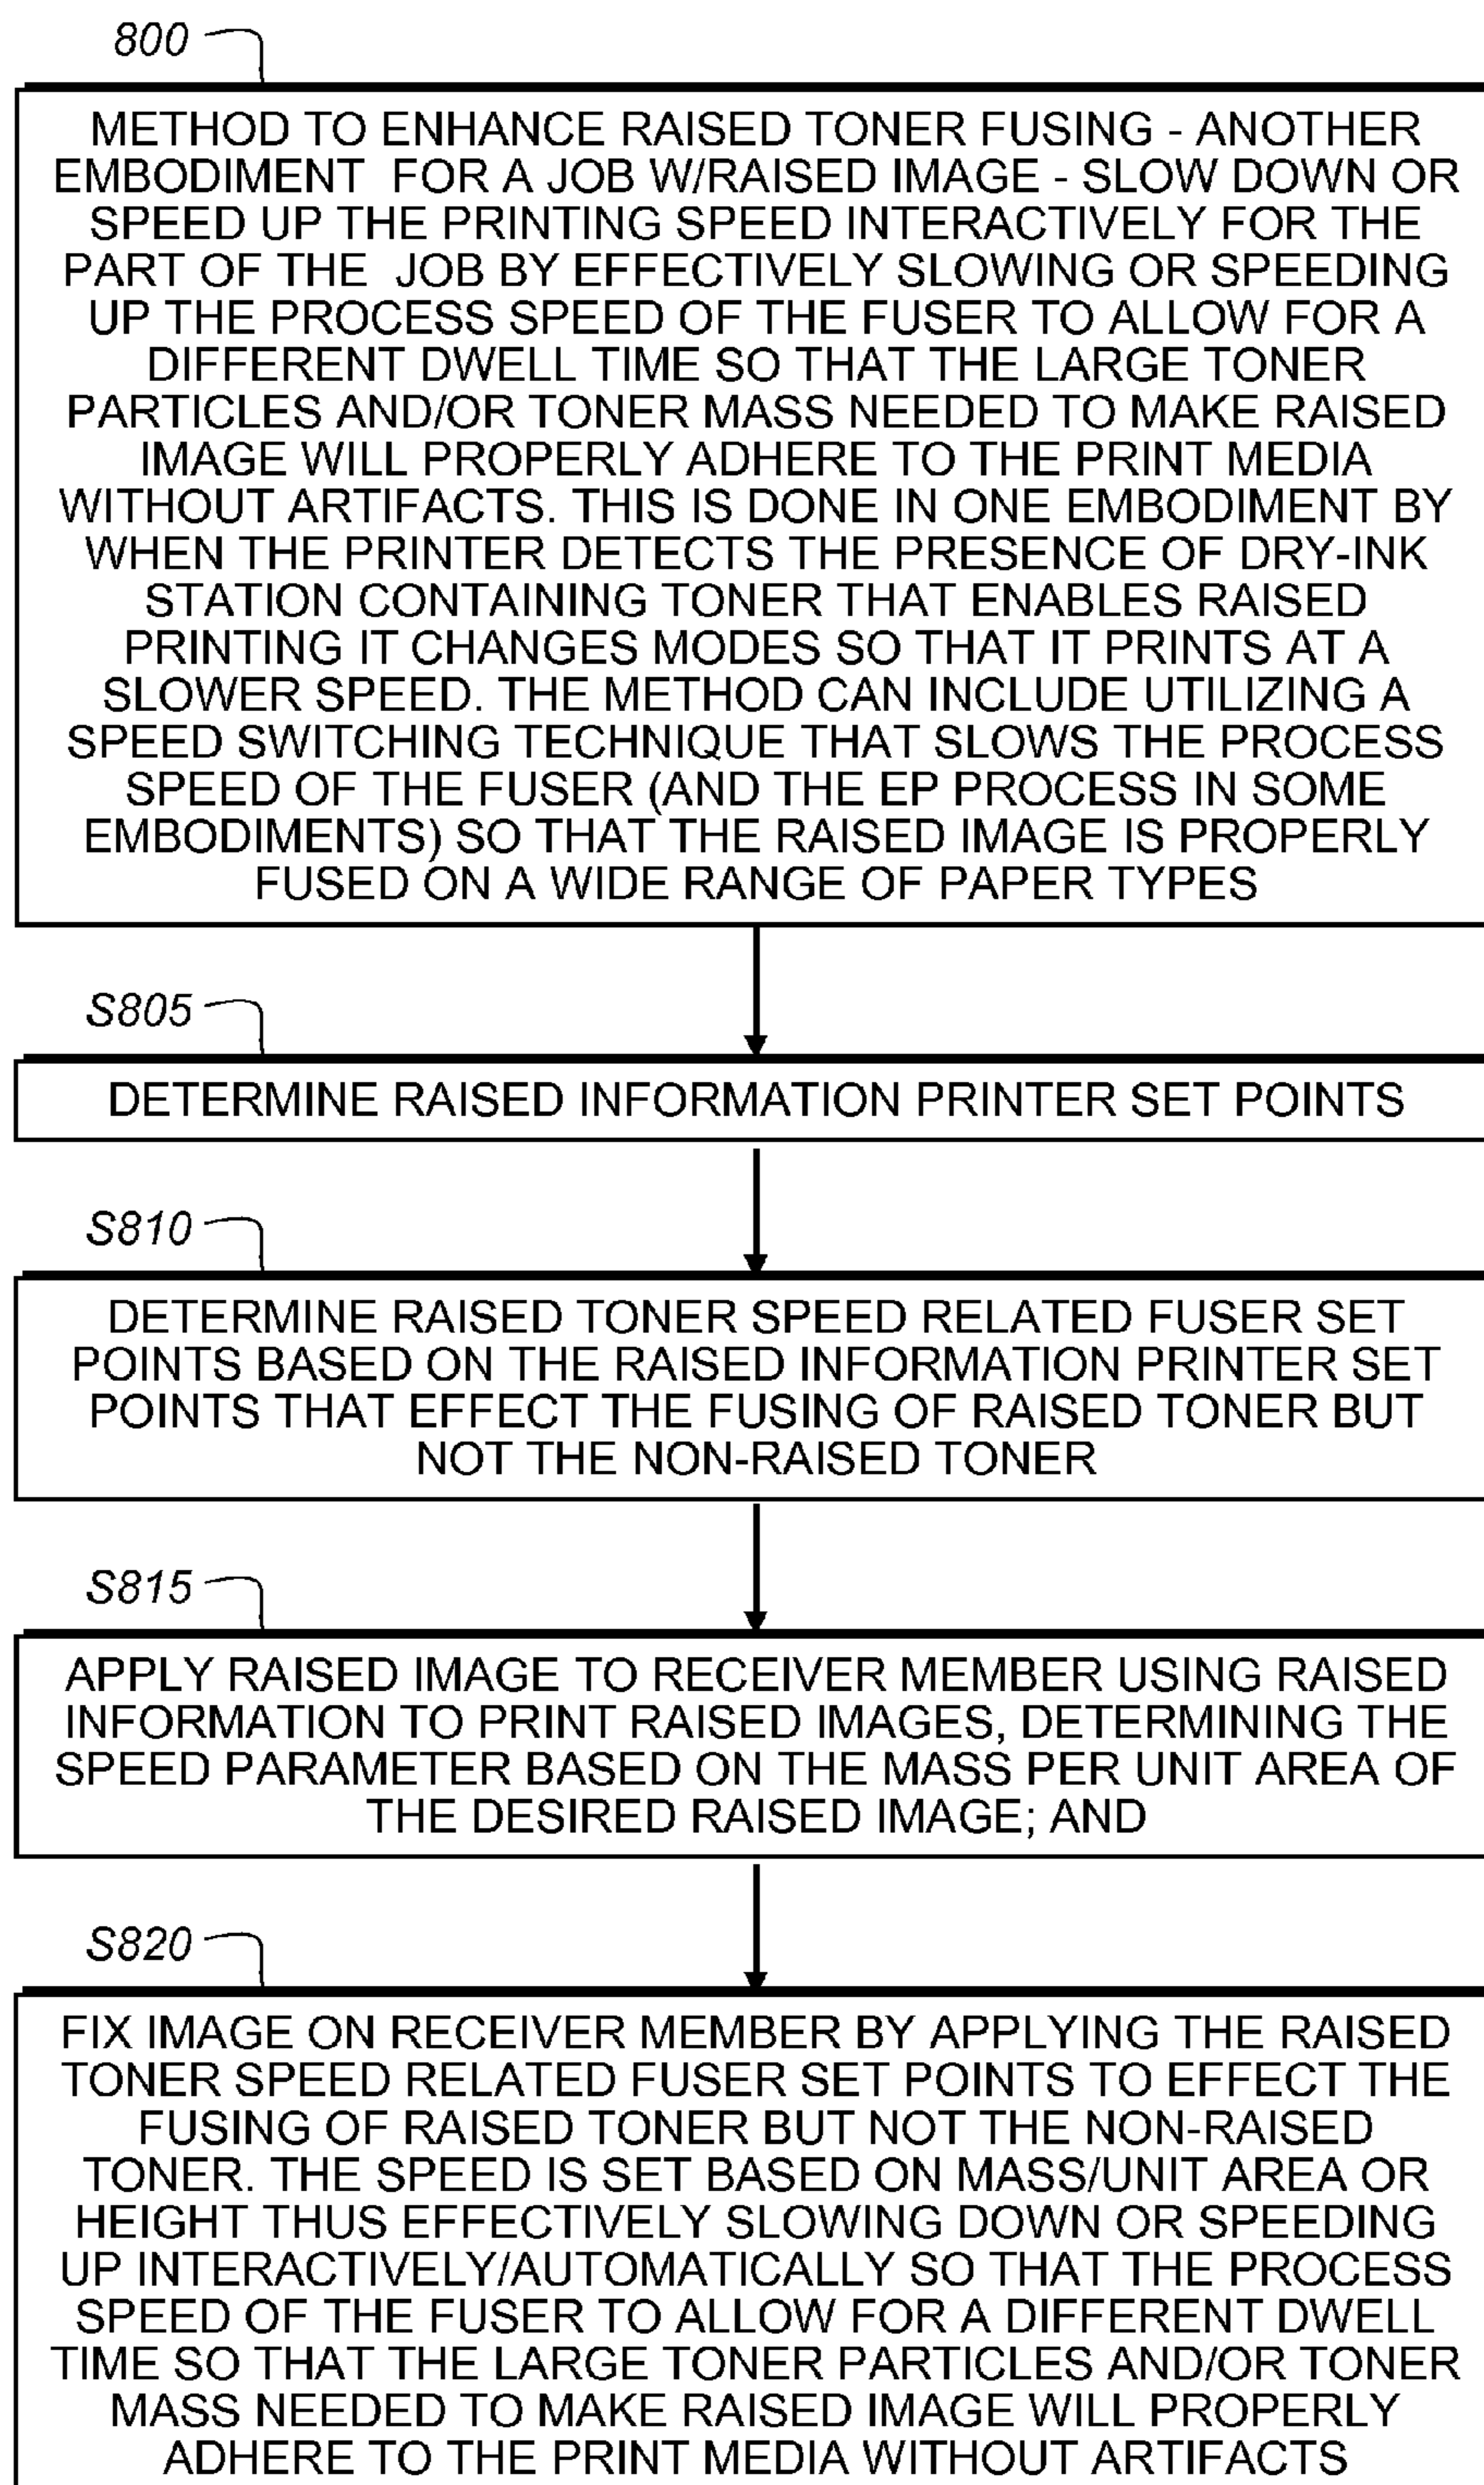 800
METHOD TO ENHANCE RAISED TONER FUSING - ANOTHER
EMBODIMENT FOR A JOB W/RAISED IMAGE - SLOW DOWN OR
SPEED UP THE PRINTING SPEED INTERACTIVELY FOR THE
PART OF THE JOB BY EFFECTIVELY SLOWING OR SPEEDING
UP THE PROCESS SPEED OF THE FUSER TO ALLOW FOR A
DIFFERENT DWELL TIME SO THAT THE LARGE TONER
PARTICLES AND/OR TONER MASS NEEDED TO MAKE RAISED
IMAGE WILL PROPERLY ADHERE TO THE PRINT MEDIA
WITHOUT ARTIFACTS. THIS IS DONE IN ONE EMBODIMENT BY
WHEN THE PRINTER DETECTS THE PRESENCE OF DRY-INK
STATION CONTAINING TONER THAT ENABLES RAISED
PRINTING IT CHANGES MODES SO THAT IT PRINTS AT A
SLOWER SPEED. THE METHOD CAN INCLUDE UTILIZING A
SPEED SWITCHING TECHNIQUE THAT SLOWS THE PROCESS
SPEED OF THE FUSER (AND THE EP PROCESS IN SOME
EMBODIMENTS) SO THAT THE RAISED IMAGE IS PROPERLY
FUSED ON A WIDE RANGE OF PAPER TYPES
S805
DETERMINE RAISED INFORMATION PRINTER SET POINTS
S810
DETERMINE RAISED TONER SPEED RELATED FUSER SET
POINTS BASED ON THE RAISED INFORMATION PRINTER SET
POINTS THAT EFFECT THE FUSING OF RAISED TONER BUT
NOT THE NON-RAISED TONER
S815
APPLY RAISED IMAGE TO RECEIVER MEMBER USING RAISED
INFORMATION TO PRINT RAISED IMAGES, DETERMINING THE
SPEED PARAMETER BASED ON THE MASS PER UNIT AREA OF
THE DESIRED RAISED IMAGE; AND
S820
FIX IMAGE ON RECEIVER MEMBER BY APPLYING THE RAISED
TONER SPEED RELATED FUSER SET POINTS TO EFFECT THE
FUSING OF RAISED TONER BUT NOT THE NON-RAISED
TONER. THE SPEED IS SET BASED ON MASS/UNIT AREA OR
HEIGHT THUS EFFECTIVELY SLOWING DOWN OR SPEEDING
UP INTERACTIVELY/AUTOMATICALLY SO THAT THE PROCESS
SPEED OF THE FUSER TO ALLOW FOR A DIFFERENT DWELL
TIME SO THAT THE LARGE TONER PARTICLES AND/OR TONER
MASS NEEDED TO MAKE RAISED IMAGE WILL PROPERLY
ADHERE TO THE PRINT MEDIA WITHOUT ARTIFACTS